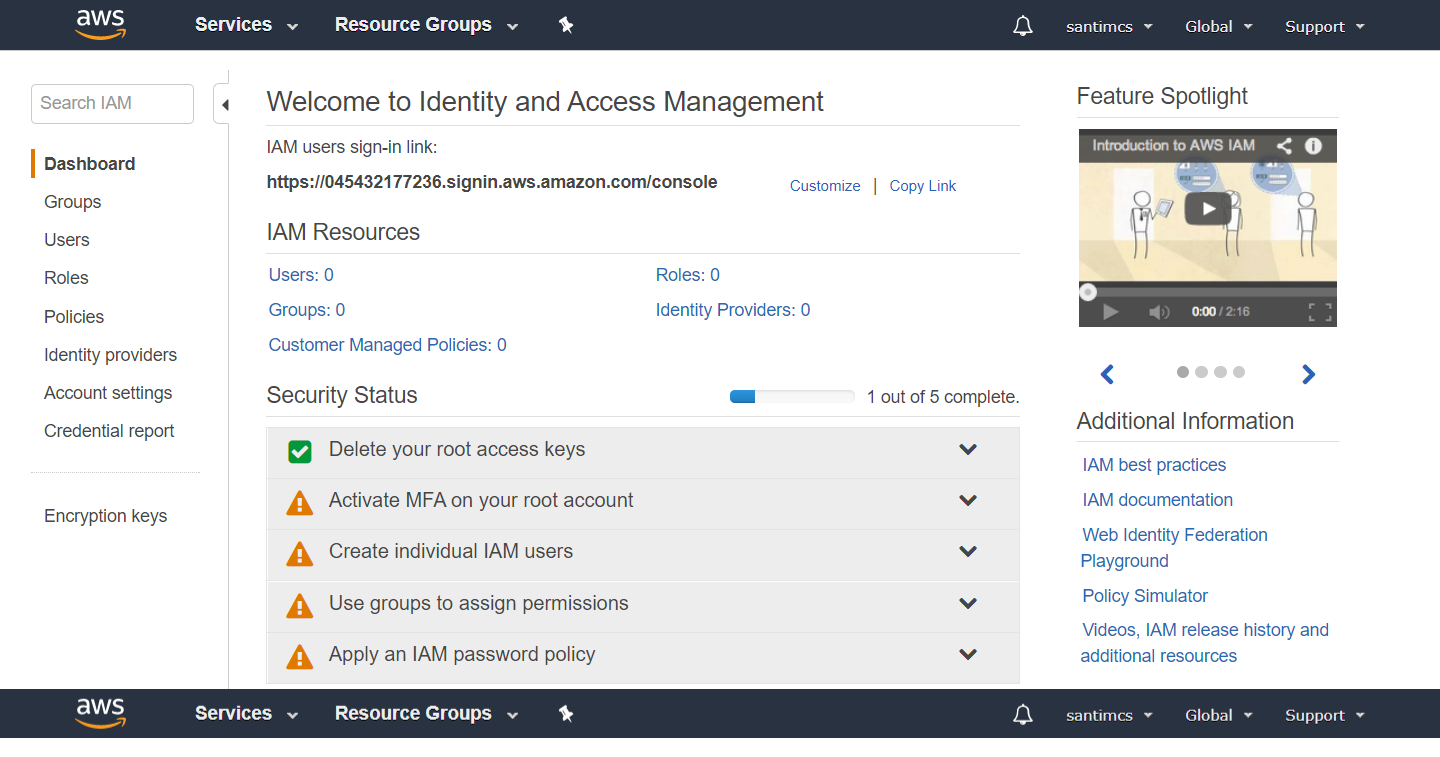 aws Services Resource Groups santimcs Global Support
Search IAM
Dashboard
Groups
Users
Roles
Policies
Identity providers
Account settings
Credential report
Encryption keys
Welcome to Identity and Access Management
IAM users sign-in link:
https://045432177236.signin.aws.amazon.com/console Customize | Copy Link
IAM Resources
Users: 0 Roles: 0
Groups: 0 Identity Providers: 0
Customer Managed Policies: 0
Security Status 1 out of 5 complete.
Delete your root access keys
Activate MFA on your root account
Create individual IAM users
Use groups to assign permissions
Apply an IAM password policy
Feature Spotlight
Introduction to AWS IAM
0:00 / 2:16
Additional Information
IAM best practices
IAM documentation
Web Identity Federation
Playground
Policy Simulator
Videos, IAM release history and
additional resources
aws Services Resource Groups santimcs Global Support